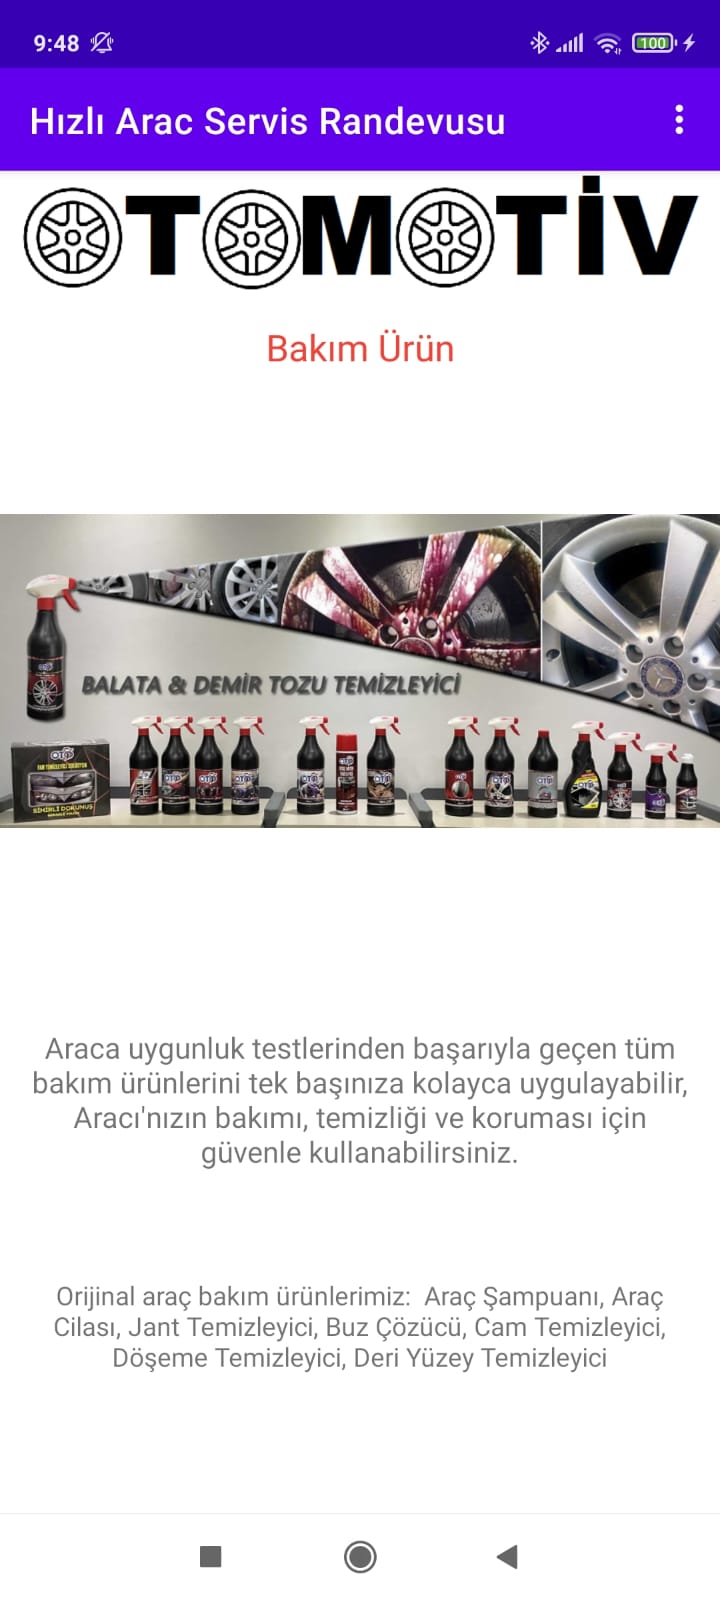 9:48
100
Hızlı Arac Servis Randevusu
OTOMOTİV
Bakım Ürün
BALATA & DEMİR TOZU TEMİZLEYİCİ
SİHİRLİ DOKUNUŞ
Araca uygunluk testlerinden başarıyla geçen tüm
bakım ürünlerini tek başınıza kolayca uygulayabilir,
Aracı'nızın bakımı, temizliği ve koruması için
güvenle kullanabilirsiniz.
Orijinal araç bakım ürünlerimiz:  Araç Şampuanı, Araç
Cilası, Jant Temizleyici, Buz Çözücü, Cam Temizleyici,
Döşeme Temizleyici, Deri Yüzey Temizleyici